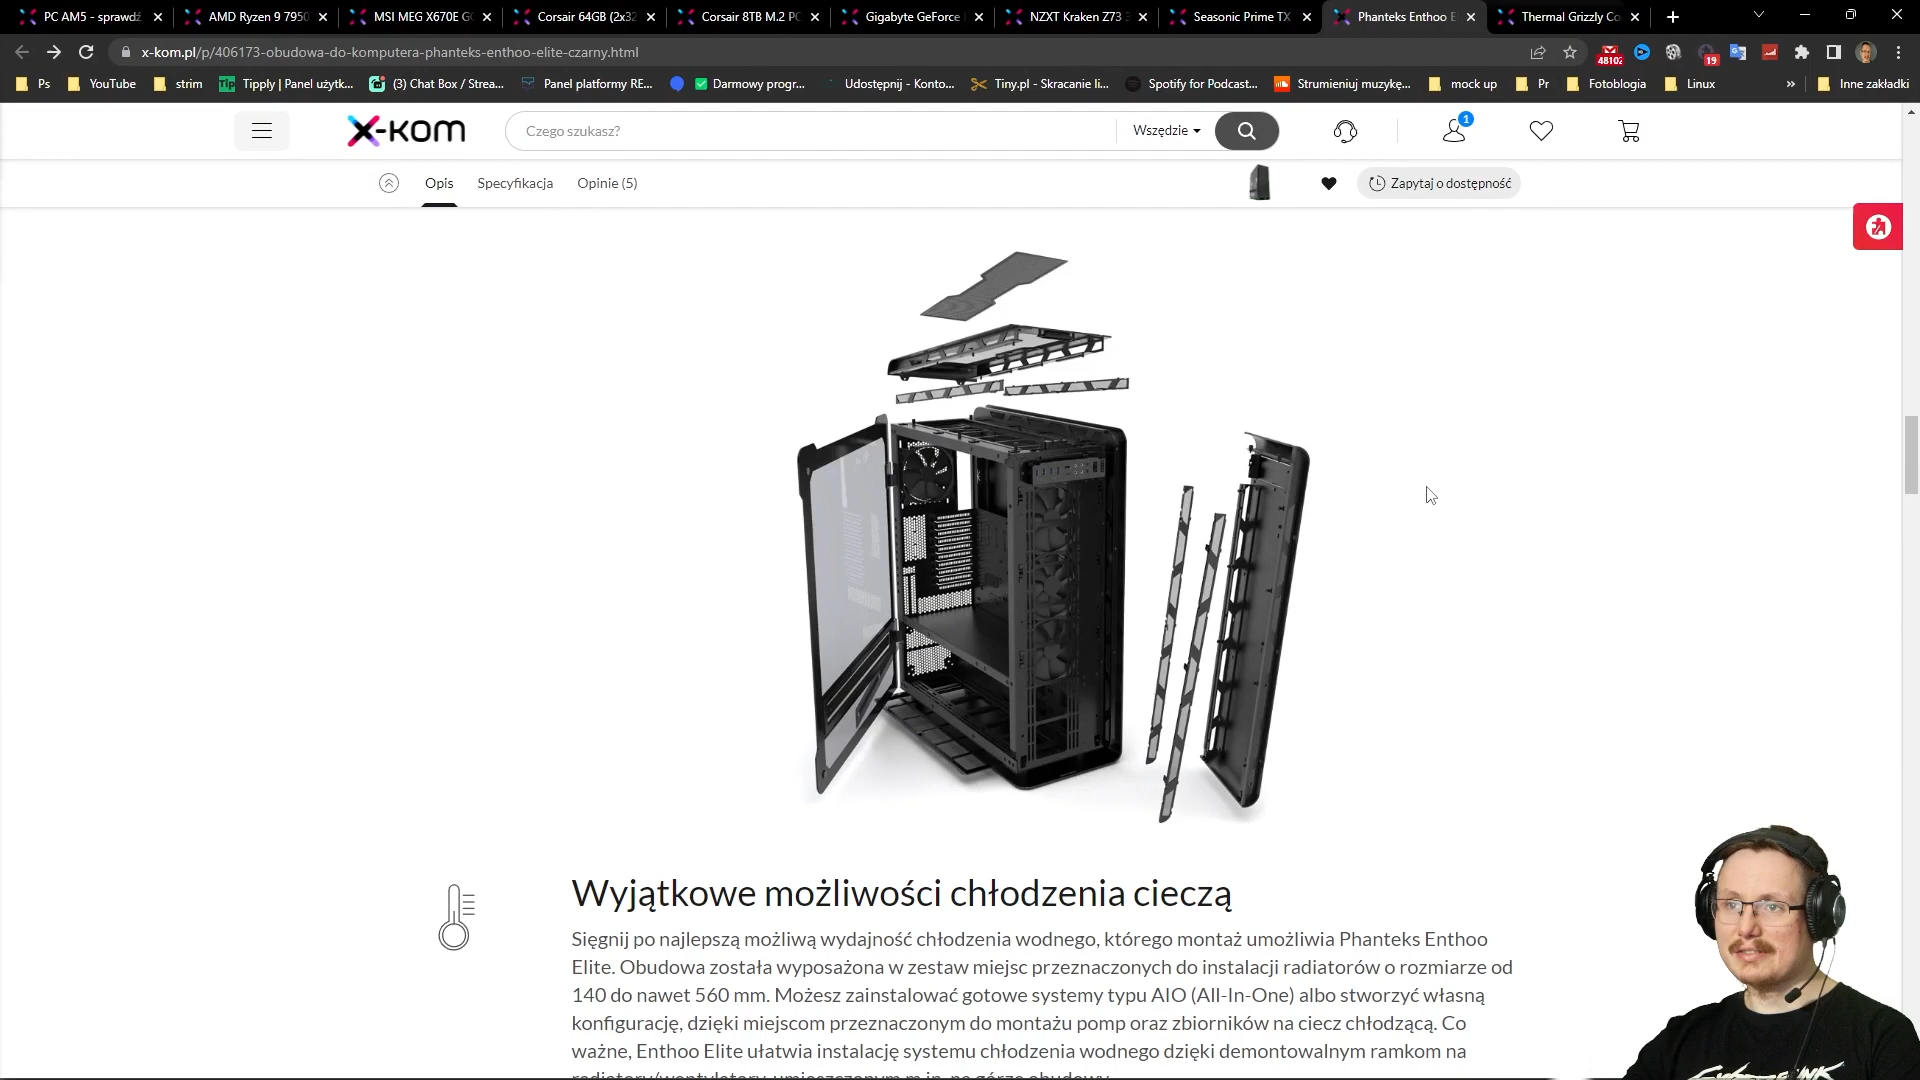 PC AM5 - sprawdź
AMD Ryzen 9 7950
MSI MEG X670E G
Corsair 64GB (2x32
Corsair 8TB M.2 PC
Gigabyte GeForce
NZXT Kraken Z73 3
Seasonic Prime TX
Phanteks Enthoo E
Thermal Grizzly Co
x-kom.pl/p/406173-obudowa-do-komputera-phanteks-enthoo-elite-czarny.html
48102
19
Ps
YouTube
strim
Tipply | Panel użytk...
(3) Chat Box / Strea...
Panel platformy RE...
Darmowy progr...
Udostępnij - Konto...
Tiny.pl - Skracanie li...
Spotify for Podcast...
Strumieniuj muzykę...
mock up
Pr
Fotoblogia
Linux
»
Inne zakładki
x-kom
Czego szukasz?
Wszędzie
1
Opis
Specyfikacja
Opinie (5)
Zapytaj o dostępność
Wyjątkowe możliwości chłodzenia cieczą
Sięgnij po najlepszą możliwą wydajność chłodzenia wodnego, którego montaż umożliwia Phanteks Enthoo
Elite. Obudowa została wyposażona w zestaw miejsc przeznaczonych do instalacji radiatorów o rozmiarze od
140 do nawet 560 mm. Możesz zainstalować gotowe systemy typu AIO (All-In-One) albo stworzyć własną
konfigurację, dzięki miejscom przeznaczonym do montażu pomp oraz zbiorników na ciecz chłodzącą. Co
ważne, Enthoo Elite ułatwia instalację systemu chłodzenia wodnego dzięki demontowalnym ramkom na
radiatory/wentylatory, umieszczonym m.in. na górze obudowy.